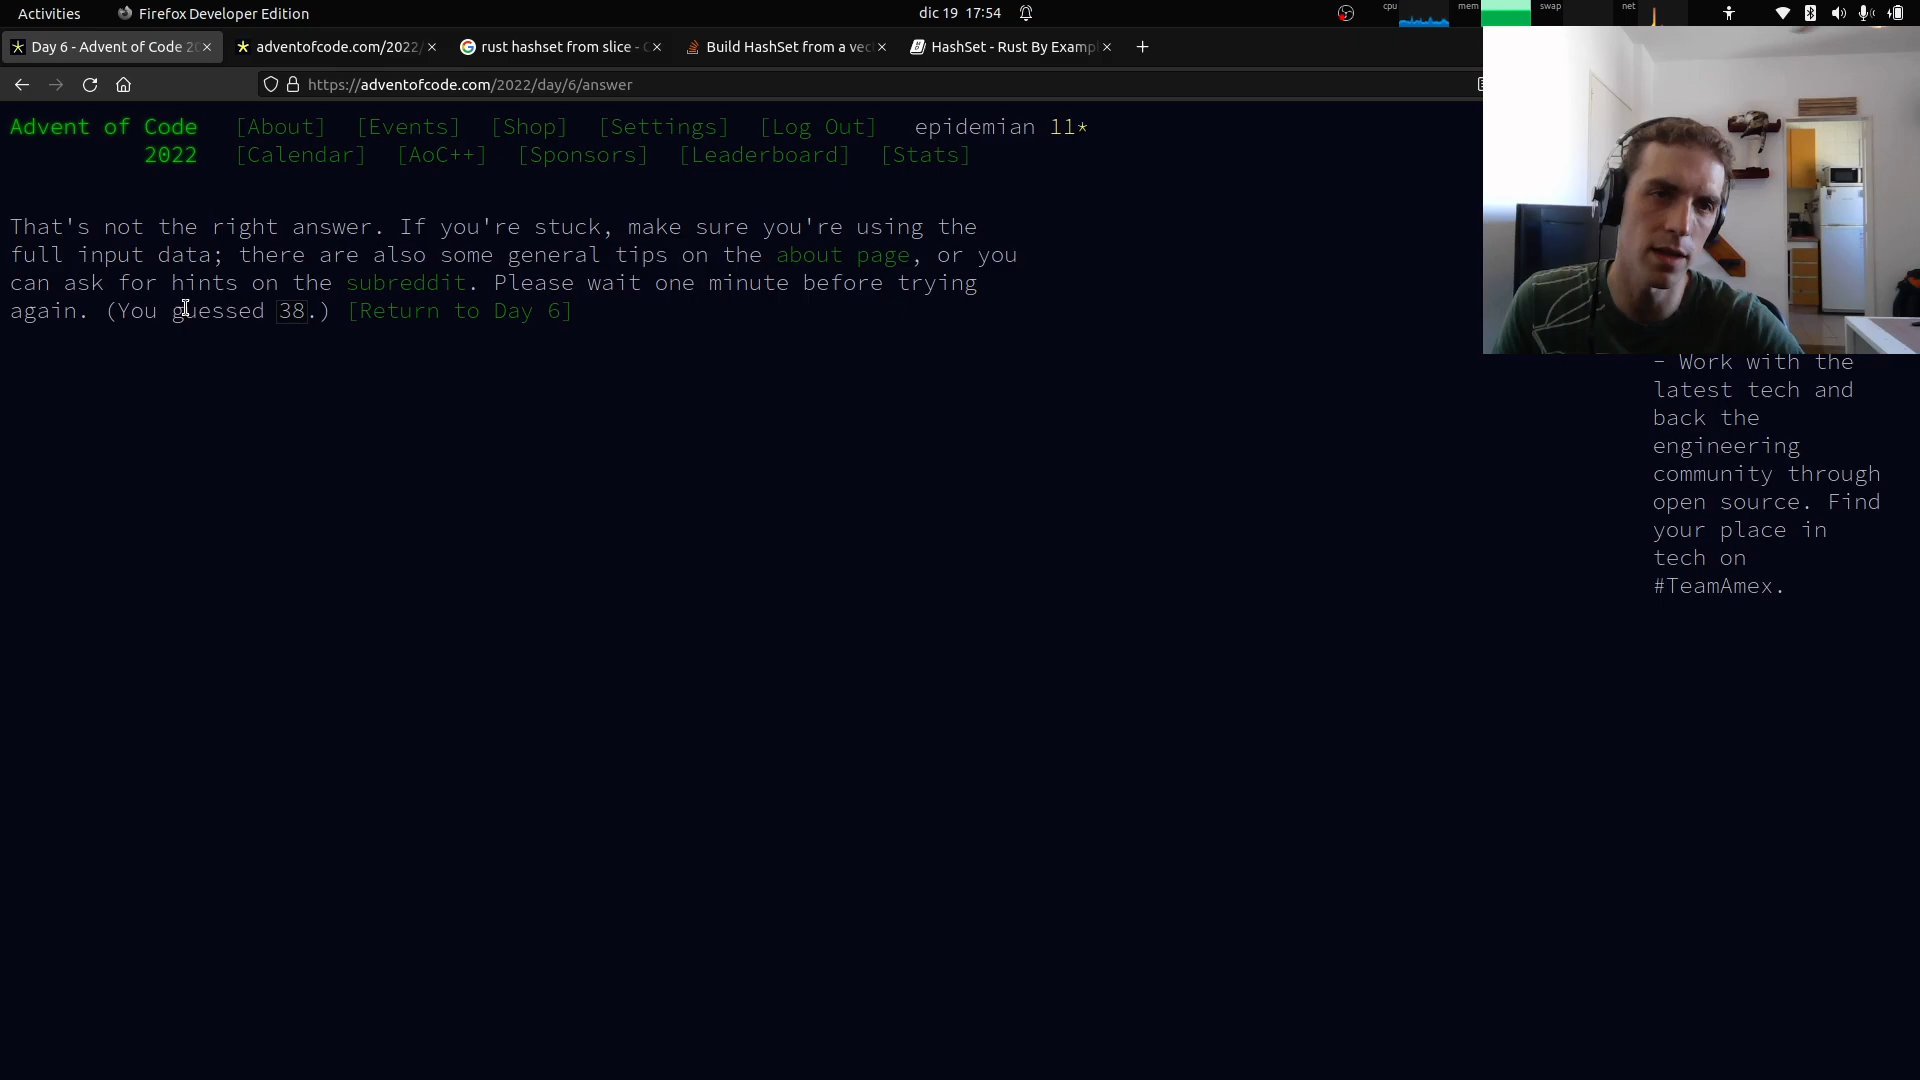 Activities
Firefox Developer Edition
dic 19 17:54
cpu
mem
swap
net
Day 6 - Advent of Code 20
adventofcode.com/2022/
rust hashset from slice -
Build HashSet from a vec
HashSet - Rust By Exampl
https://adventofcode.com/2022/day/6/answer
Advent of Code [About] [Events] [Shop] [Settings] [Log Out] epidemian 11*
2022 [Calendar] [AoC++] [Sponsors] [Leaderboard] [Stats]
That's not the right answer. If you're stuck, make sure you're using the
full input data; there are also some general tips on the about page, or you
can ask for hints on the subreddit. Please wait one minute before trying
again. (You guessed 38.) [Return to Day 6]
- Work with the
latest tech and
back the
engineering
community through
open source. Find
your place in
tech on
#TeamAmex.